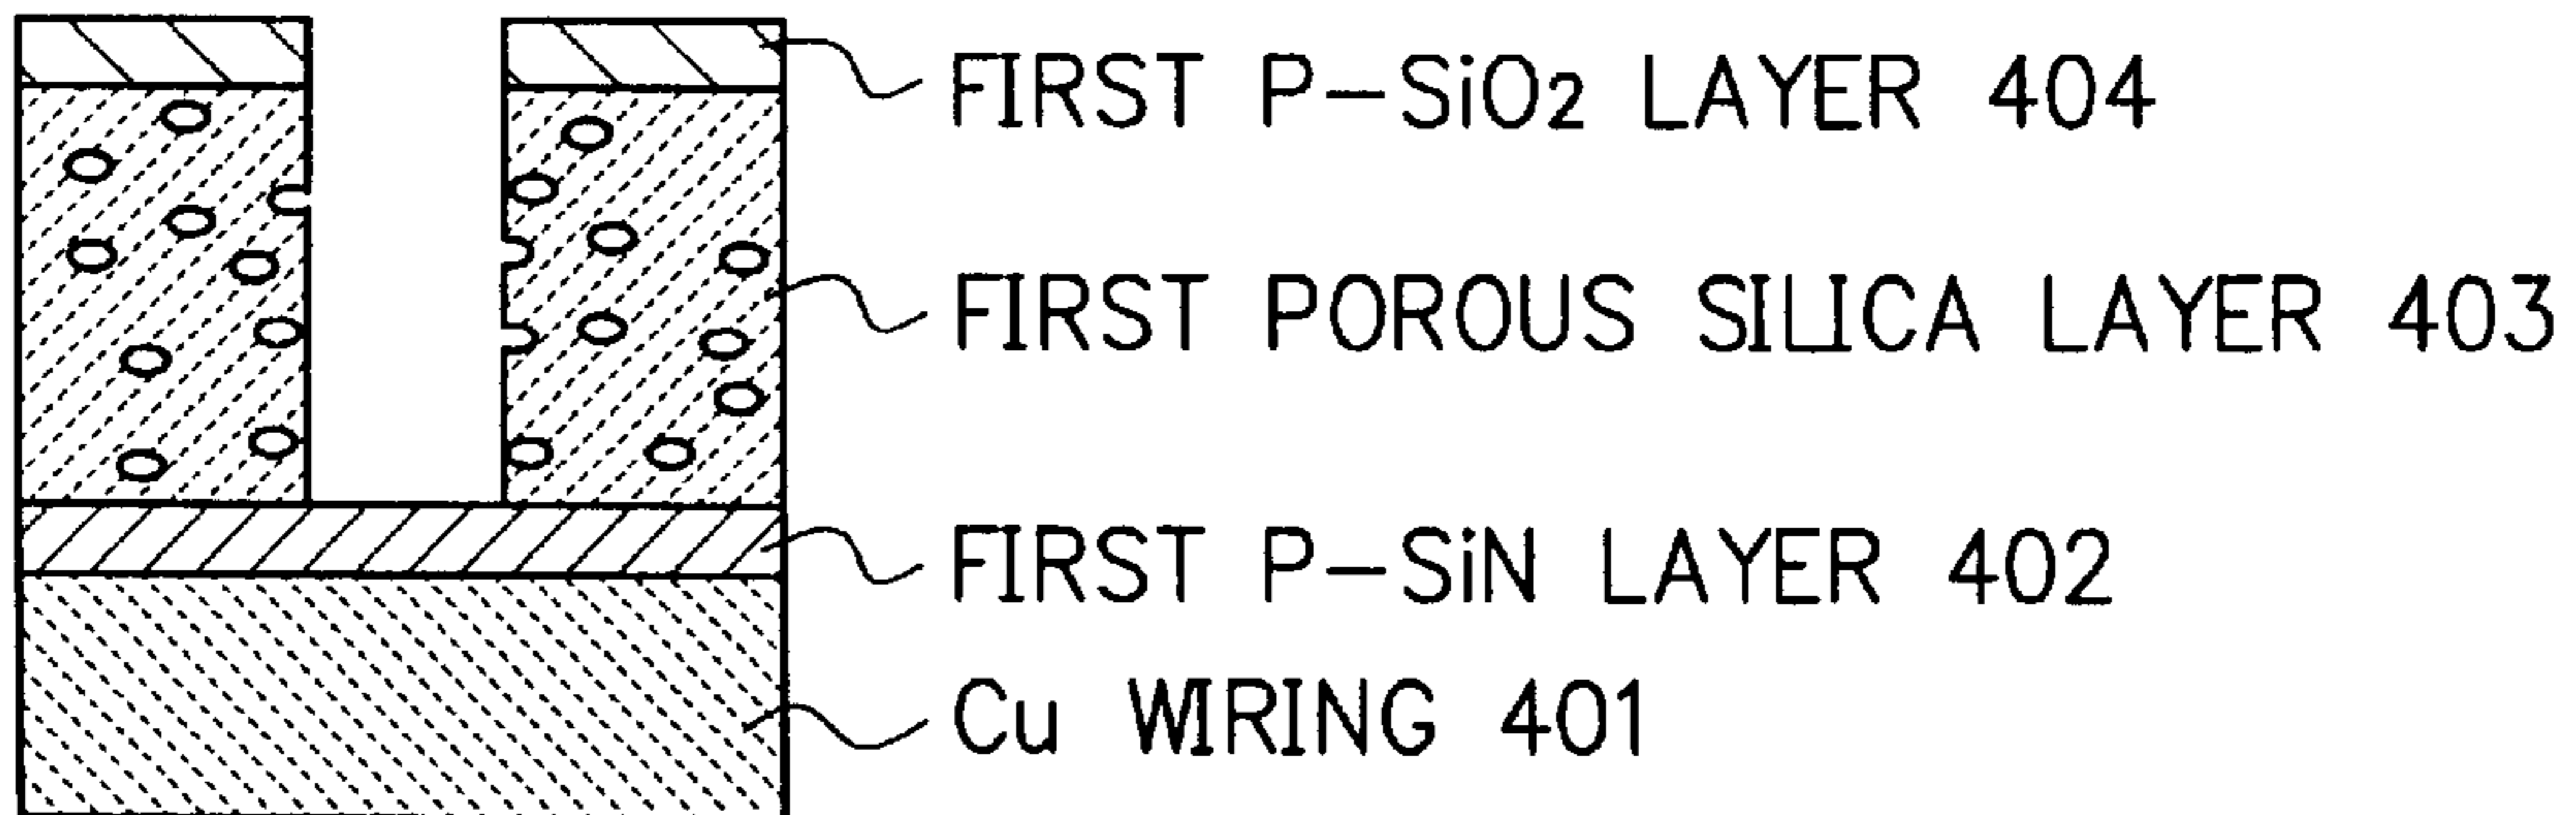 FIRST P-SiO2 LAYER 404
FIRST POROUS SILICA LAYER 403
FIRST P-SiN LAYER 402
Cu WIRING 401